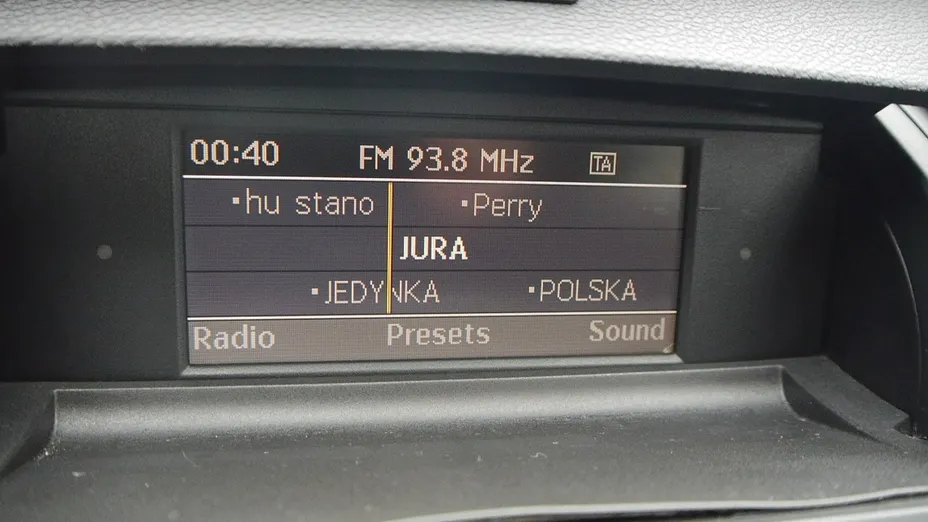 00:40 FM 93.8 MHz TA
hu stano Perry
JURA
JEDYNKA POLSKA
Radio Presets Sound